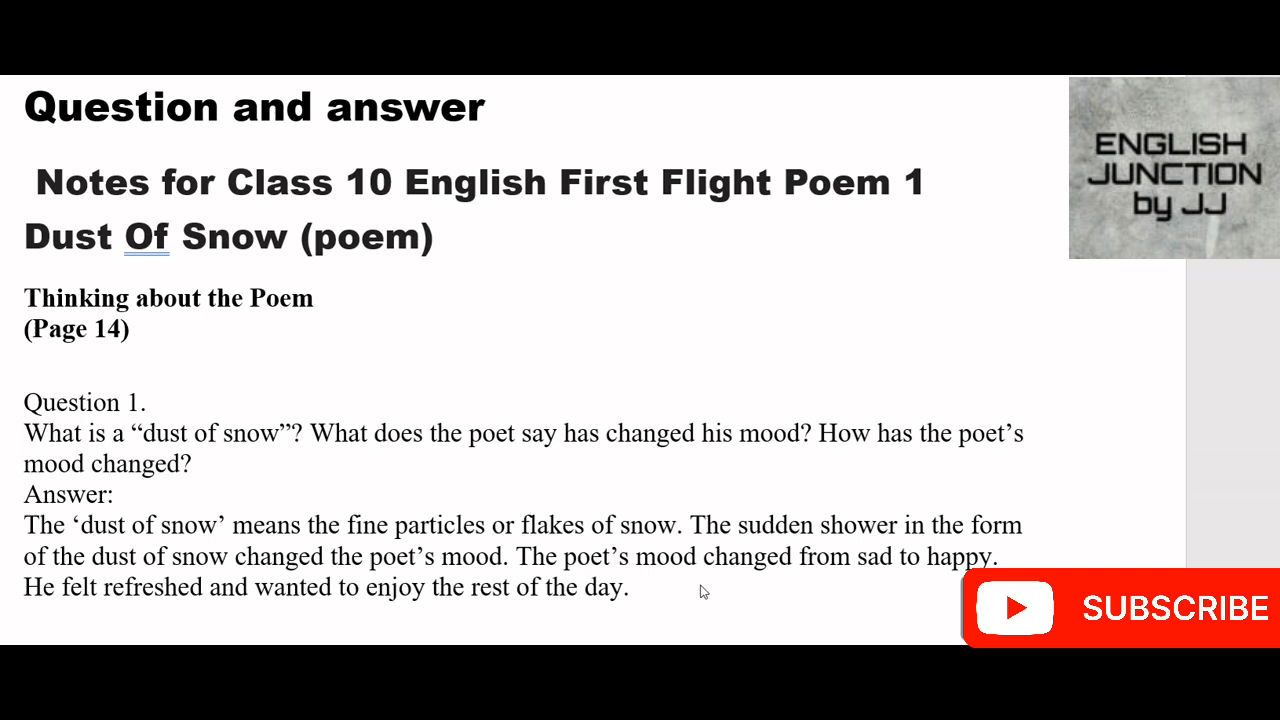 Question and answer
ENGLISH
JUNCTION
by JJ
Notes for Class 10 English First Flight Poem 1
Dust Of Snow (poem)
Thinking about the Poem
(Page 14)
Question 1.
What is a “dust of snow”? What does the poet say has changed his mood? How has the poet’s
mood changed?
Answer:
The ‘dust of snow’ means the fine particles or flakes of snow. The sudden shower in the form
of the dust of snow changed the poet’s mood. The poet’s mood changed from sad to happy.
He felt refreshed and wanted to enjoy the rest of the day.
SUBSCRIBE